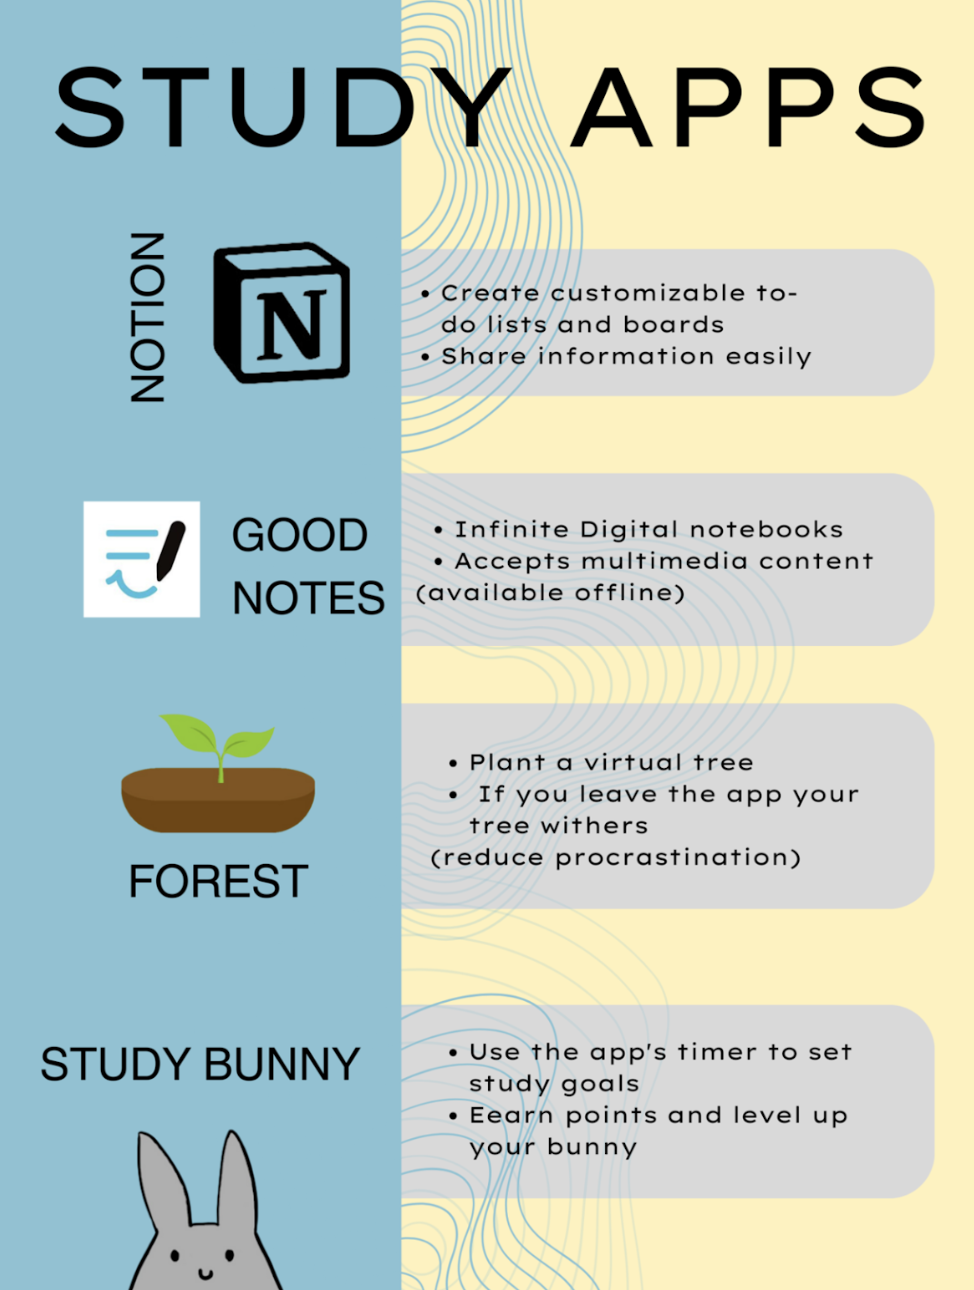 STUDY APPS
NOTION
N
• Create customizable to-
do lists and boards
• Share information easily
GOOD
NOTES
• Infinite Digital notebooks
• Accepts multimedia content
(available offline)
FOREST
• Plant a virtual tree
• If you leave the app your
tree withers
(reduce procrastination)
STUDY BUNNY
• Use the app's timer to set
study goals
• Eearn points and level up
your bunny